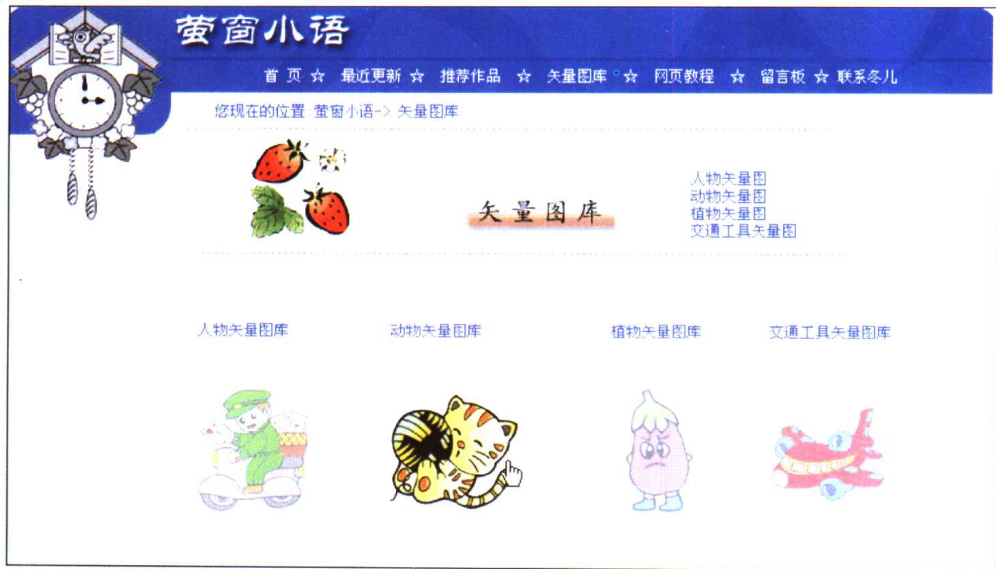 萤窗小语
首 页 ☆ 最近更新 ☆ 推荐作品 ☆ 矢量图库 ☆ 网页教程 ☆ 留言板 ☆ 联系冬儿
您现在的位置 萤窗小语-> 矢量图库
矢量图库
人物矢量图
动物矢量图
植物矢量图
交通工具矢量图
人物矢量图库 动物矢量图库 植物矢量图库 交通工具矢量图库